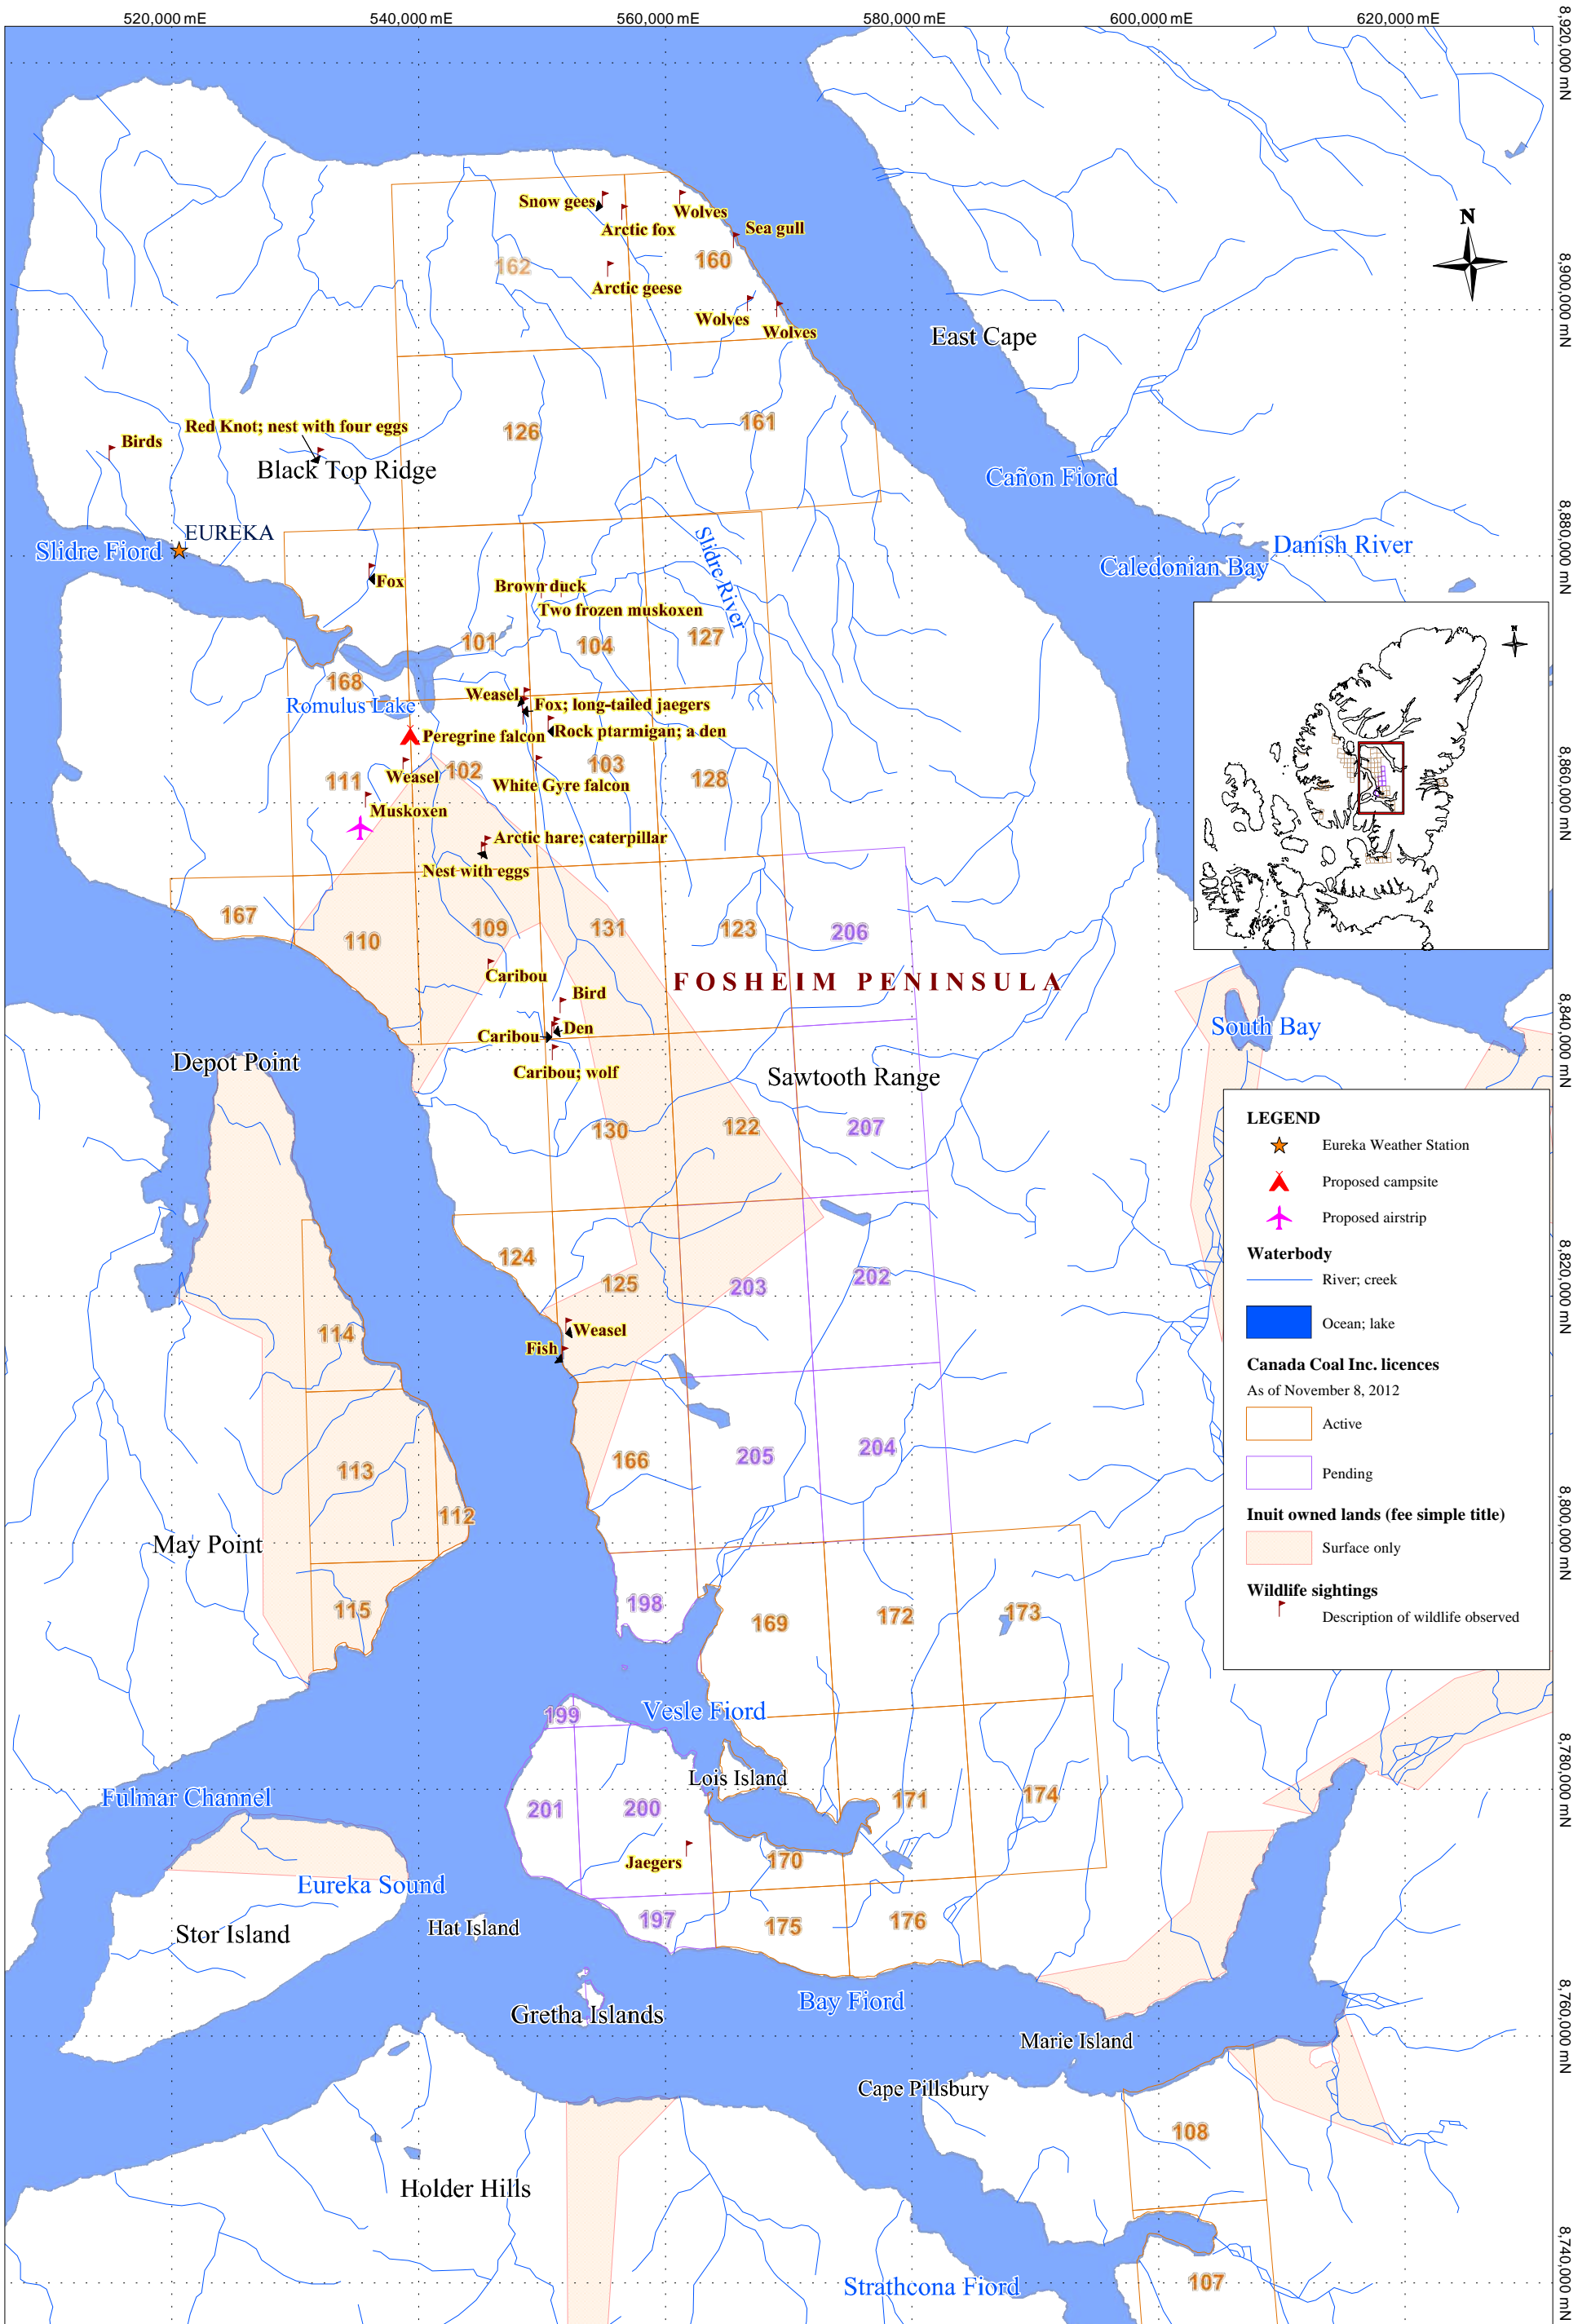 520,000 mE
540,000 mE
560,000 mE
580,000 mE
600,000 mE
620,000 mE
8,920,000 mN
Snow gees
Wolves
Arctic fox
Sea gull
N
162
160
Arctic geese
8,900,000 mN
Wolves
Wolves
East Cape
126
161
Red Knot; nest with four eggs
Birds
Black Top Ridge
Cañon Fiord
EUREKA
Slidre Fiord
Slidre River
8,880,000 mN
Danish River
Caledonian Bay
Fox
Brown duck
Two frozen muskoxen
101
104
127
N
168
Weasel
Romulus Lake
Fox; long-tailed jaegers
Peregrine falcon
Rock ptarmigan; a den
111
Weasel
102
103
128
White Gyre falcon
8,860,000 mN
Muskoxen
Arctic hare; caterpillar
Nest with eggs
167
110
109
131
123
206
Caribou
FOSHEIM PENINSULA
Bird
Den
Caribou
South Bay
8,840,000 mN
Depot Point
Caribou; wolf
Sawtooth Range
130
122
207
LEGEND
Eureka Weather Station
Proposed campsite
Proposed airstrip
Waterbody
River; creek
Ocean; lake
Canada Coal Inc. licences
As of November 8, 2012
Active
Pending
Inuit owned lands (fee simple title)
Surface only
Wildlife sightings
Description of wildlife observed
124
125
203
202
8,820,000 mN
114
Weasel
Fish
113
166
205
204
112
May Point
8,800,000 mN
115
198
169
172
173
199
Vesle Fiord
Lois Island
8,780,000 mN
Fulmar Channel
201
200
171
174
Jaegers
170
Eureka Sound
Stor Island
Hat Island
197
175
176
Gretha Islands
Bay Fiord
8,760,000 mN
Marie Island
Cape Pillsbury
108
Holder Hills
Strathcona Fiord
107
8,740,000 mN